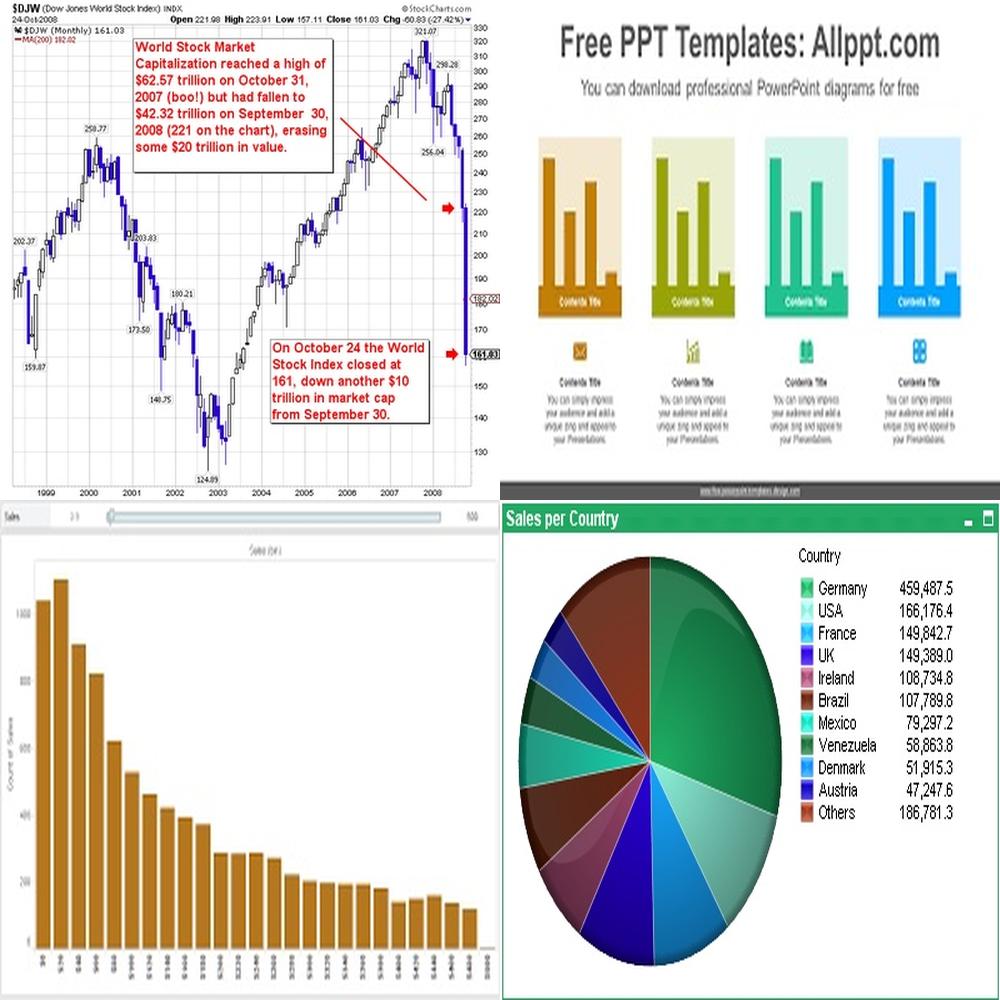 $DJW (Dow Jones World Stock Index) INDX
© StockCharts.com
24-Oct-2008
Open 221.98 High 223.91 Low 157.11 Close 161.03 Chg -60.83 (-27.42%)
$DJW (Monthly) 161.03
MA(200) 182.02
World Stock Market
Capitalization reached a high of
$62.57 trillion on October 31,
2007 (boo!) but had fallen to
$42.32 trillion on September 30,
2008 (221 on the chart), erasing
some $20 trillion in value.
321.07
298.28
258.77
256.04
202.37
203.83
180.21
173.50
159.87
148.75
124.89
On October 24 the World
Stock Index closed at
161, down another $10
trillion in market cap
from September 30.
330
320
310
300
290
280
270
260
250
240
230
220
210
200
190
182.02
180
170
161.03
150
140
130
1999 2000 2001 2002 2003 2004 2005 2006 2007 2008
Free PPT Templates: Allppt.com
You can download professional PowerPoint diagrams for free
Contents Title Contents Title Contents Title Contents Title
Contents Title Contents Title Contents Title Contents Title
You can simply impress You can simply impress You can simply impress You can simply impress
your audience and add a your audience and add a your audience and add a your audience and add a
unique zing and appeal to unique zing and appeal to unique zing and appeal to unique zing and appeal to
your Presentations. your Presentations. your Presentations. your Presentations.
www.free-powerpoint-templates-design.com
Sales
Count of Sales
1000
800
600
400
200
0
Sales per Country
Country
Germany 459,487.5
USA 166,176.4
France 149,842.7
UK 149,389.0
Ireland 108,734.8
Brazil 107,789.8
Mexico 79,297.2
Venezuela 58,863.8
Denmark 51,915.3
Austria 47,247.6
Others 186,781.3